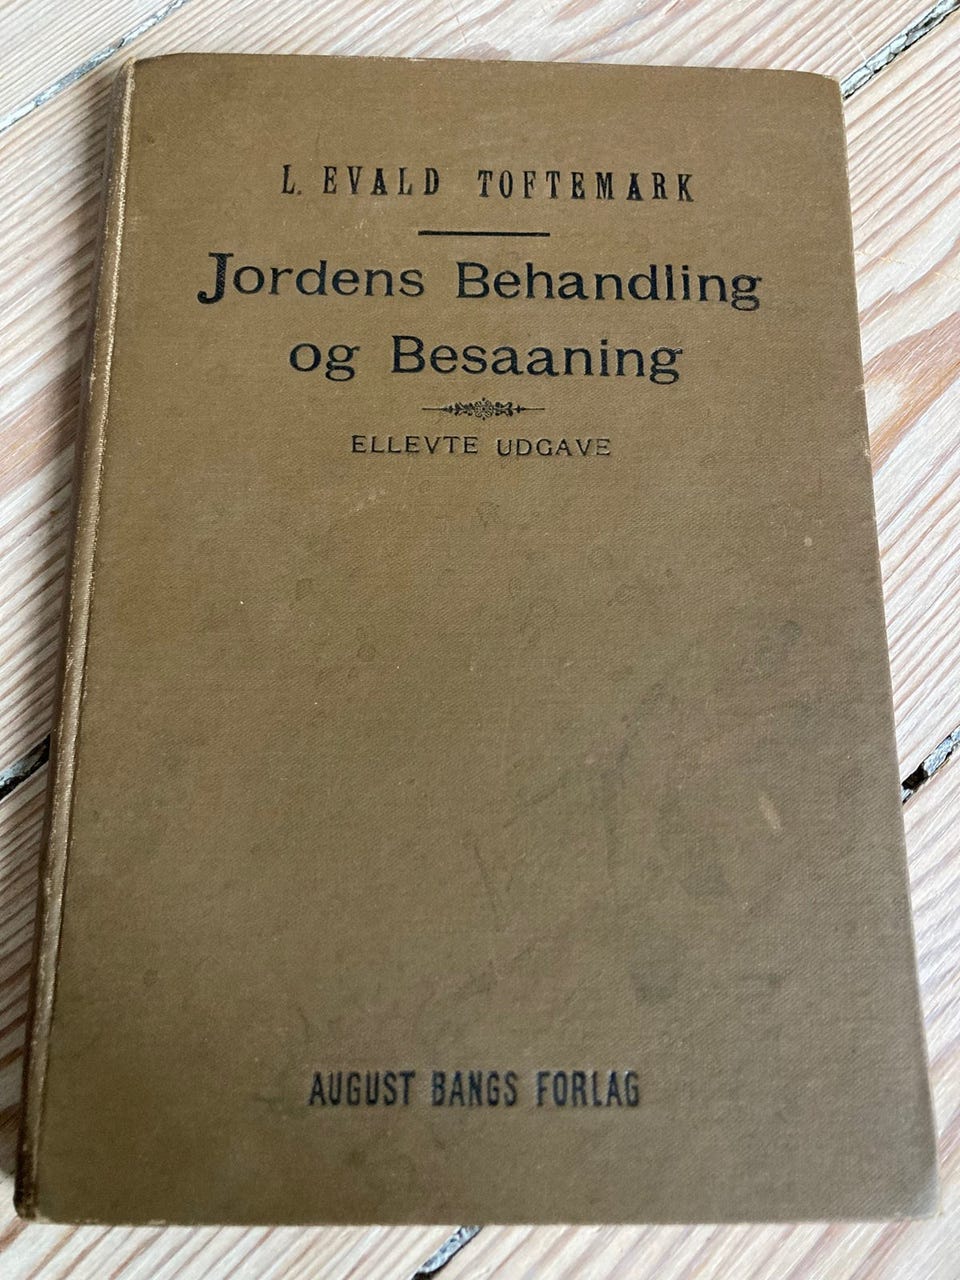 L. EVALD TOFTEMARK
Jordens Behandling
og Besaaning
ELLEVTE UDGAVE
AUGUST BANGS FORLAG